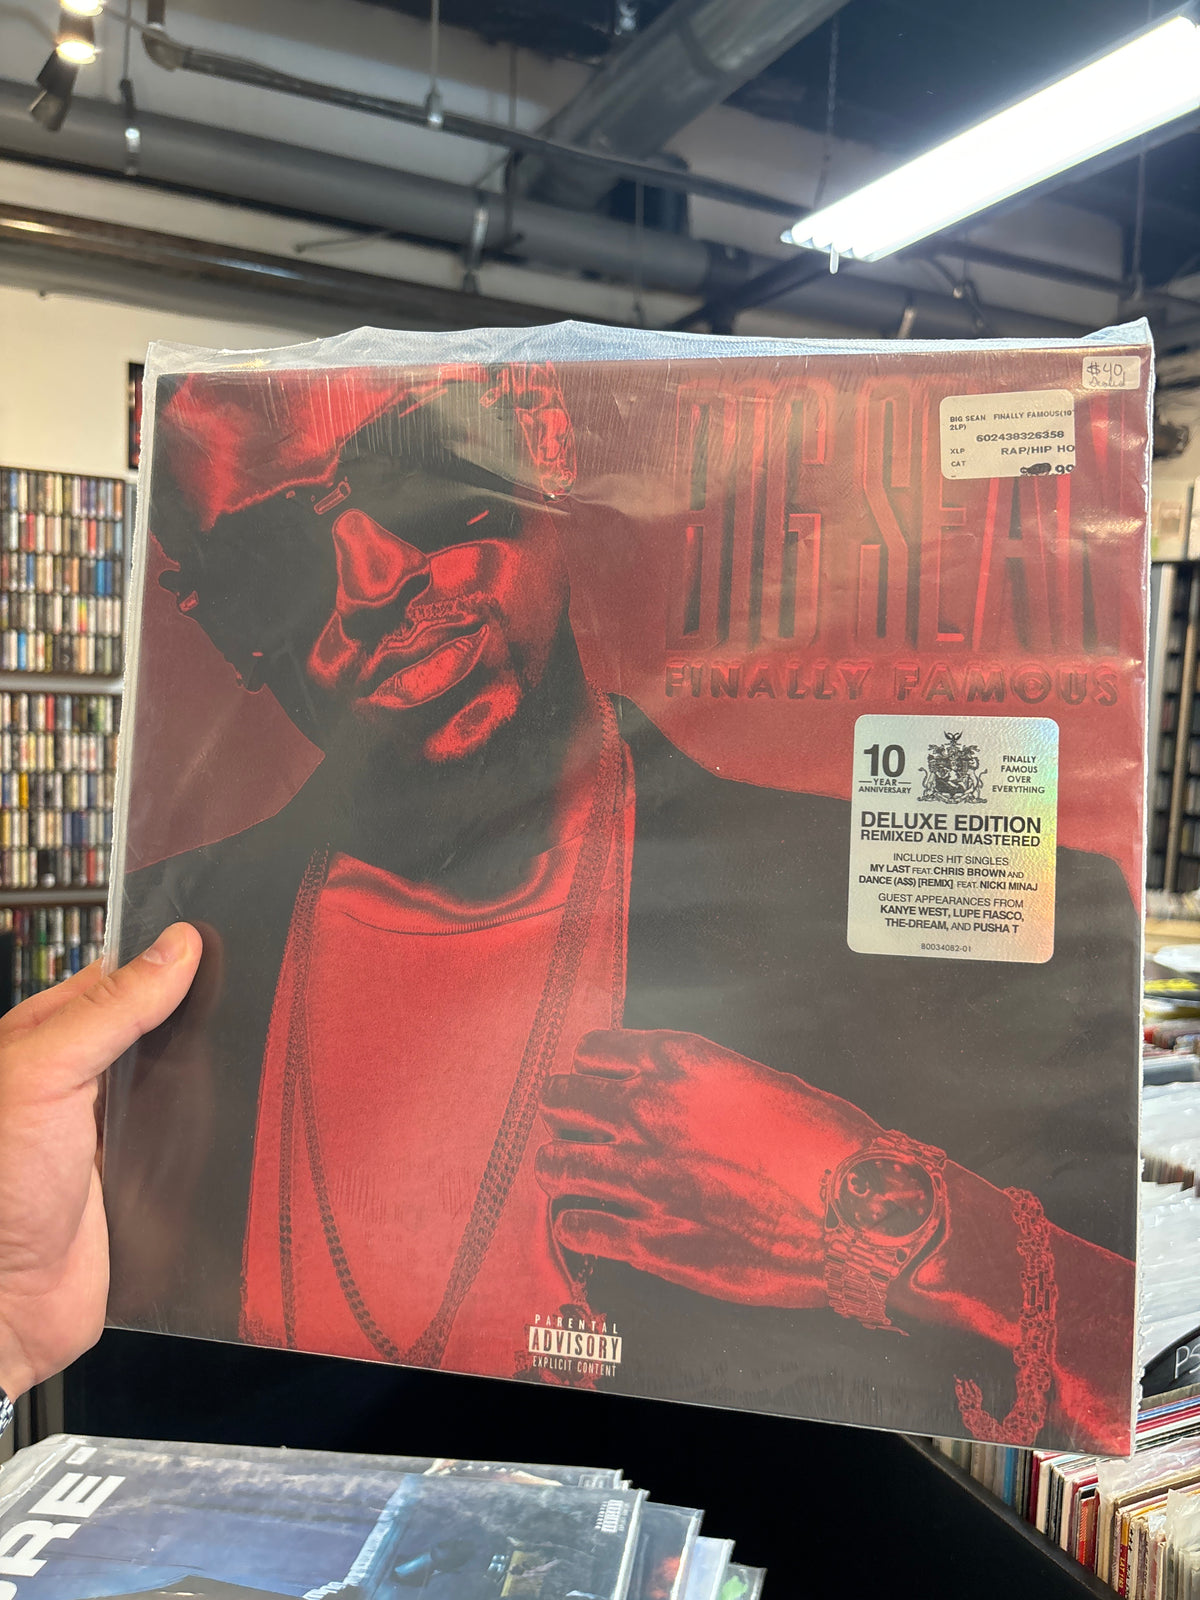 $40
Sealed
BIG SEAN FINALLY FAMOUS(10
2LP)
602438326358
XLP RAP/HIP HO
CAT
.99
BIG SEAN
FINALLY FAMOUS
10
YEAR
ANNIVERSARY
FINALLY
FAMOUS
OVER
EVERYTHING
DELUXE EDITION
REMIXED AND MASTERED
INCLUDES HIT SINGLES
MY LAST FEAT. CHRIS BROWN AND
DANCE (A$$) [REMIX] FEAT. NICKI MINAJ
GUEST APPEARANCES FROM
KANYE WEST, LUPE FIASCO,
THE-DREAM, AND PUSHA T
80034082-01
PARENTAL
ADVISORY
EXPLICIT CONTENT